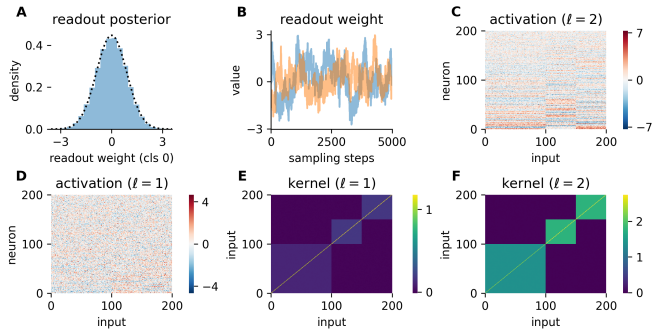 A
readout posterior
density
0.4
0.2
0.0
−3
0
3
readout weight (cls 0)
B
readout weight
value
3
0
−3
0
2500
5000
sampling steps
C
activation (ℓ = 2)
neuron
200
100
0
0
100
200
input
7
0
−7
D
activation (ℓ = 1)
neuron
200
100
0
0
100
200
input
4
0
−4
E
kernel (ℓ = 1)
input
200
100
0
0
100
200
input
1
0
F
kernel (ℓ = 2)
input
200
100
0
0
100
200
input
2
1
0